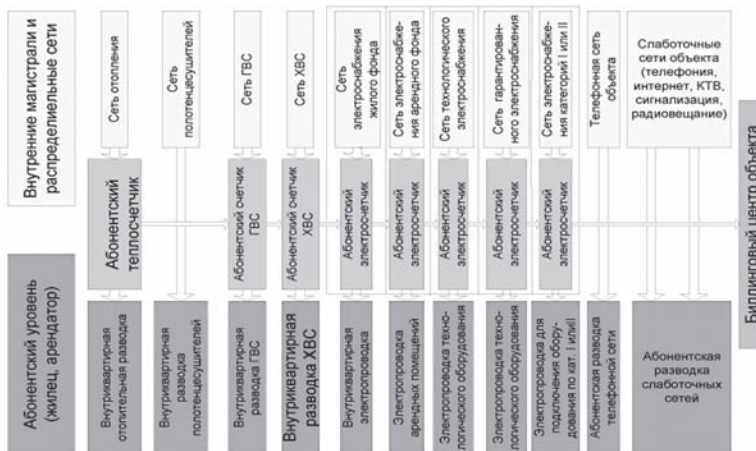 Внутренние магистрали и
распределиельные сети
Сеть отопления
Сеть
полотенцесушителей
Сеть ГВС
Сеть ХВС
Сеть
электроснабжения
жилого фонда
Сеть электроснабже-
ния арендного фонда
Сеть технологического
электроснабжения
Сеть гарантирован-
ного электроснабжения
Сеть электроснабже-
ния категорий I или II
Телефонная сеть
объекта
Слаботочные
сети объекта
(телефония,
интернет, КТВ,
сигнализация,
радиовещание)
Абонентский
теплосчетчик
Абонентский счетчик
ГВС
Абонентский счетчик
ХВС
Абонентский
электросчетчик
Абонентский
электросчетчик
Абонентский
электросчетчик
Абонентский
электросчетчик
Абонентский
электросчетчик
Биллинговый центр объекта
Абонентский уровень
(жилец, арендатор)
Внутриквартирная
отопительная разводка
Внутриквартирная
разводка
полотенцесушителей
Внутриквартирная
разводка ГВС
Внутриквартирная
разводка ХВС
Внутриквартирная
электропроводка
Электропроводка
арендных помещений
Электропроводка техно-
логического оборудования
Электропроводка техно-
логического оборудования
Электропроводка для
подключения обору-
дования по кат. I илиII
Абонентская разводка
телефонной сети
Абонентская
разводка
слаботочных
сетей